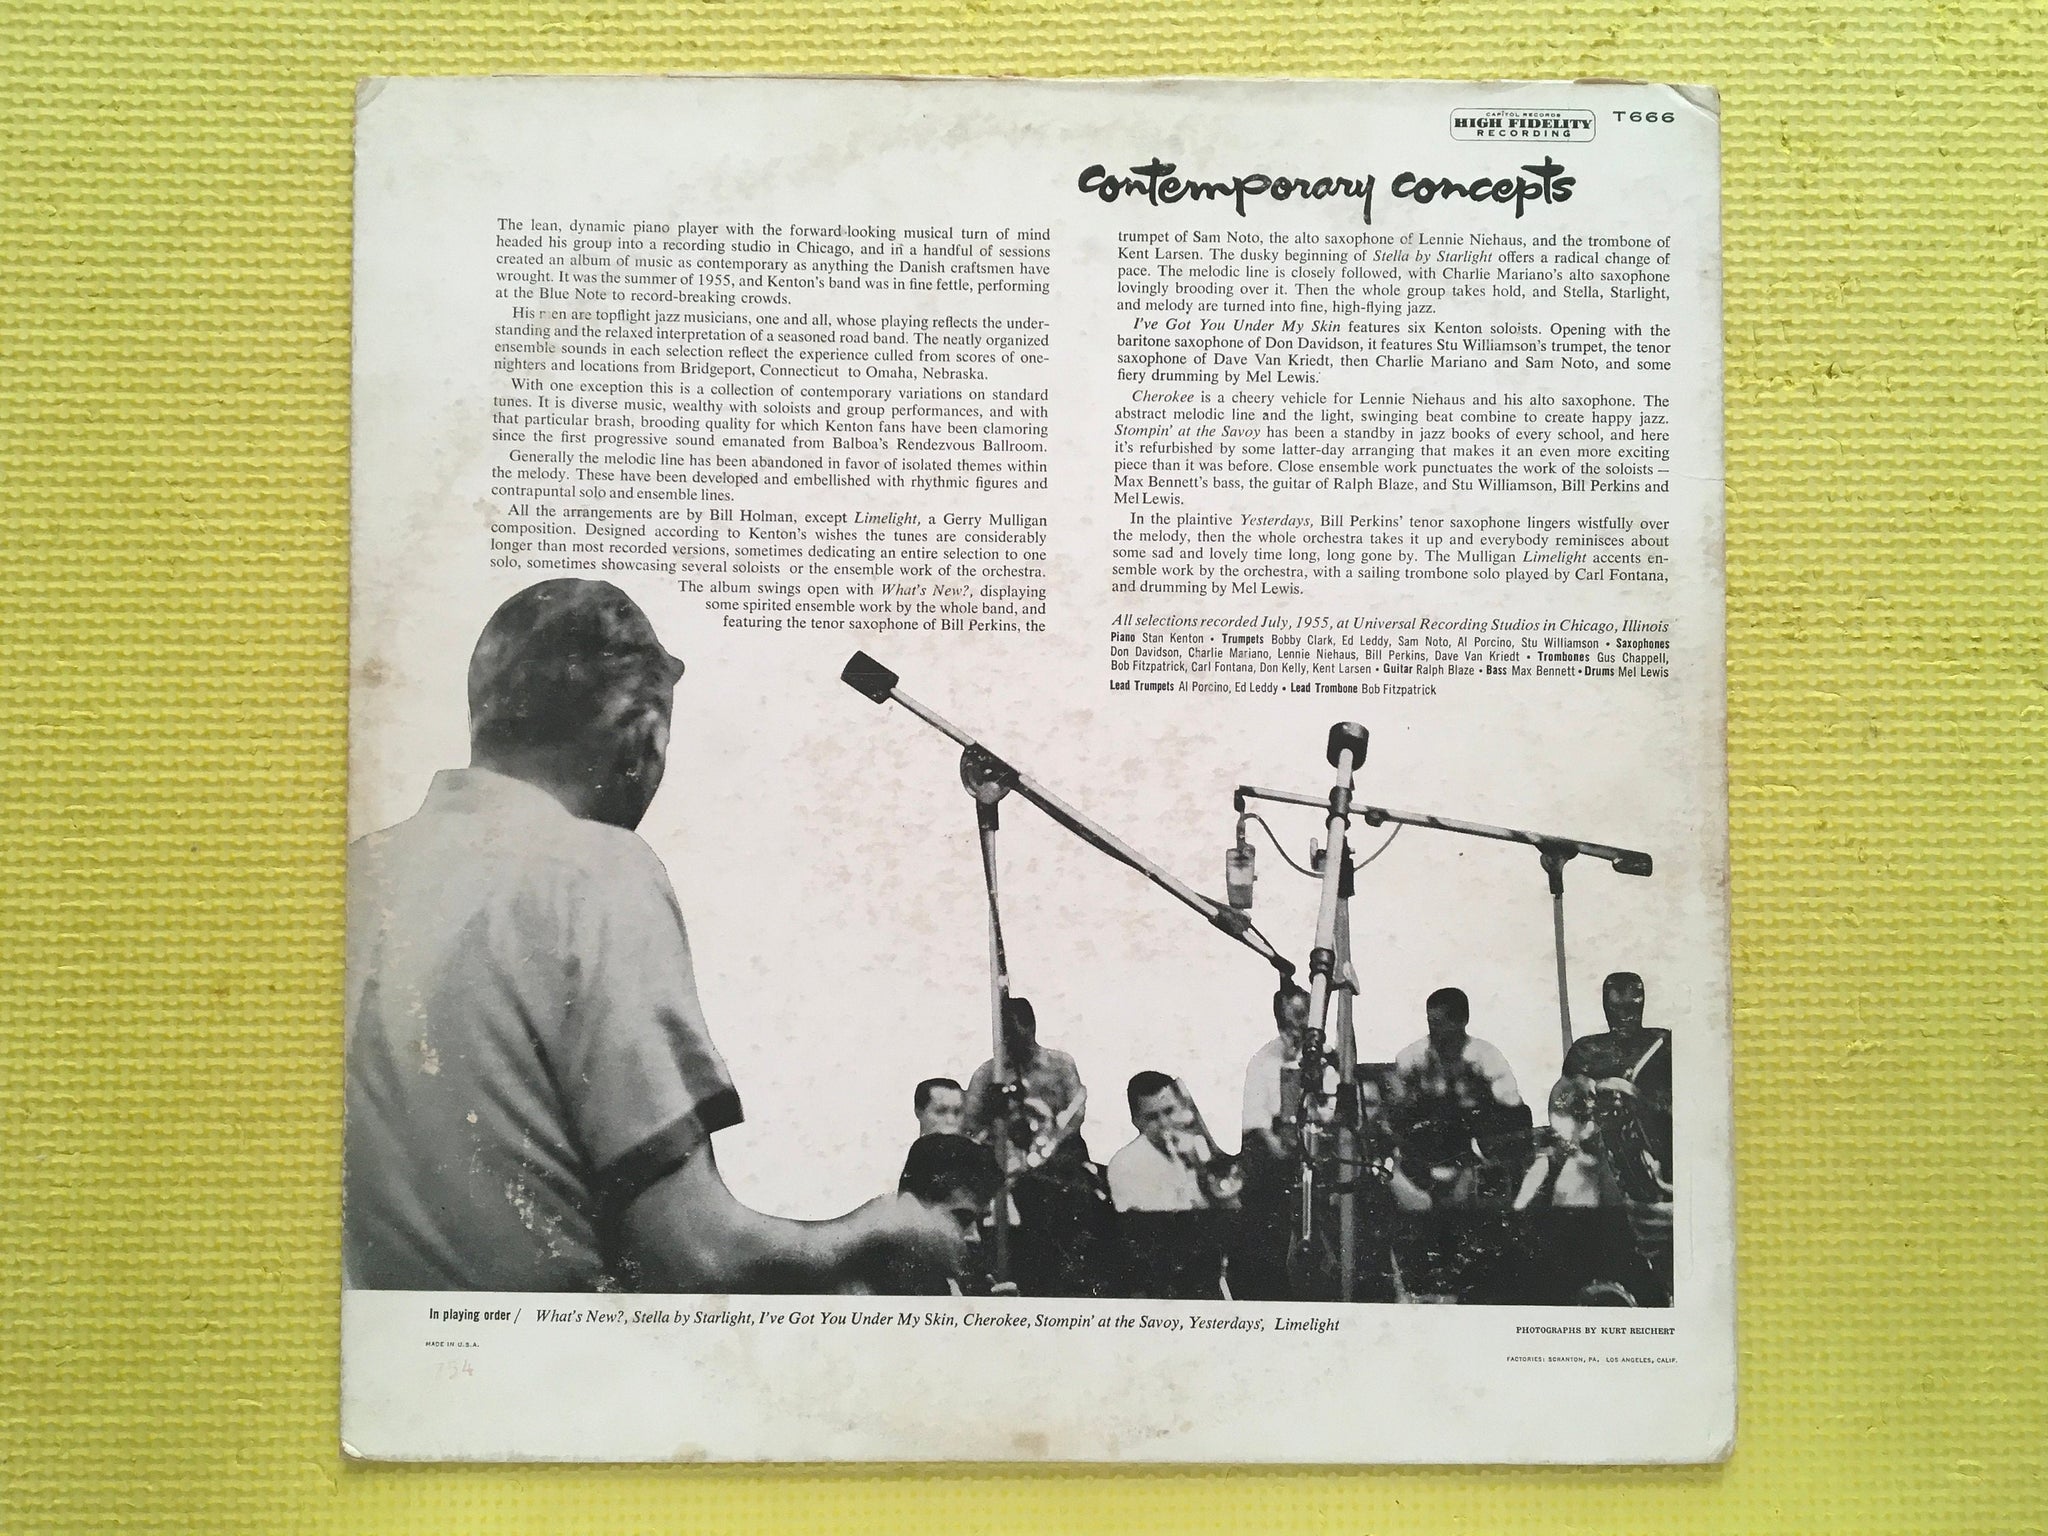 CAPITOL RECORDS
HIGH FIDELITY
RECORDING
T666
contemporary concepts
The lean, dynamic piano player with the forward looking musical turn of mind
headed his group into a recording studio in Chicago, and in a handful of sessions
created an album of music as contemporary as anything the Danish craftsmen have
wrought. It was the summer of 1955, and Kenton's band was in fine fettle, performing
at the Blue Note to record-breaking crowds.
His men are topflight jazz musicians, one and all, whose playing reflects the under-
standing and the relaxed interpretation of a seasoned road band. The neatly organized
ensemble sounds in each selection reflect the experience culled from scores of one-
nighters and locations from Bridgeport, Connecticut to Omaha, Nebraska.
With one exception this is a collection of contemporary variations on standard
tunes. It is diverse music, wealthy with soloists and group performances, and with
that particular brash, brooding quality for which Kenton fans have been clamoring
since the first progressive sound emanated from Balboa's Rendezvous Ballroom.
Generally the melodic line has been abandoned in favor of isolated themes within
the melody. These have been developed and embellished with rhythmic figures and
contrapuntal solo and ensemble lines.
All the arrangements are by Bill Holman, except Limelight, a Gerry Mulligan
composition. Designed according to Kenton's wishes the tunes are considerably
longer than most recorded versions, sometimes dedicating an entire selection to one
solo, sometimes showcasing several soloists or the ensemble work of the orchestra.
The album swings open with What's New?, displaying
some spirited ensemble work by the whole band, and
featuring the tenor saxophone of Bill Perkins, the
trumpet of Sam Noto, the alto saxophone of Lennie Niehaus, and the trombone of
Kent Larsen. The dusky beginning of Stella by Starlight offers a radical change of
pace. The melodic line is closely followed, with Charlie Mariano's alto saxophone
lovingly brooding over it. Then the whole group takes hold, and Stella, Starlight,
and melody are turned into fine, high-flying jazz.
I've Got You Under My Skin features six Kenton soloists. Opening with the
baritone saxophone of Don Davidson, it features Stu Williamson's trumpet, the tenor
saxophone of Dave Van Kriedt, then Charlie Mariano and Sam Noto, and some
fiery drumming by Mel Lewis.
Cherokee is a cheery vehicle for Lennie Niehaus and his alto saxophone. The
abstract melodic line and the light, swinging beat combine to create happy jazz.
Stompin' at the Savoy has been a standby in jazz books of every school, and here
it's refurbished by some latter-day arranging that makes it an even more exciting
piece than it was before. Close ensemble work punctuates the work of the soloists —
Max Bennett's bass, the guitar of Ralph Blaze, and Stu Williamson, Bill Perkins and
Mel Lewis.
In the plaintive Yesterdays, Bill Perkins' tenor saxophone lingers wistfully over
the melody, then the whole orchestra takes it up and everybody reminisces about
some sad and lovely time long, long gone by. The Mulligan Limelight accents en-
semble work by the orchestra, with a sailing trombone solo played by Carl Fontana,
and drumming by Mel Lewis.
All selections recorded July, 1955, at Universal Recording Studios in Chicago, Illinois
Piano Stan Kenton • Trumpets Bobby Clark, Ed Leddy, Sam Noto, Al Porcino, Stu Williamson • Saxophones
Don Davidson, Charlie Mariano, Lennie Niehaus, Bill Perkins, Dave Van Kriedt • Trombones Gus Chappell,
Bob Fitzpatrick, Carl Fontana, Don Kelly, Kent Larsen • Guitar Ralph Blaze • Bass Max Bennett • Drums Mel Lewis
Lead Trumpets Al Porcino, Ed Leddy • Lead Trombone Bob Fitzpatrick
In playing order / What's New?, Stella by Starlight, I've Got You Under My Skin, Cherokee, Stompin' at the Savoy, Yesterdays, Limelight
PHOTOGRAPHS BY KURT REICHERT
MADE IN U.S.A.
FACTORIES: SCRANTON, PA. LOS ANGELES, CALIF.